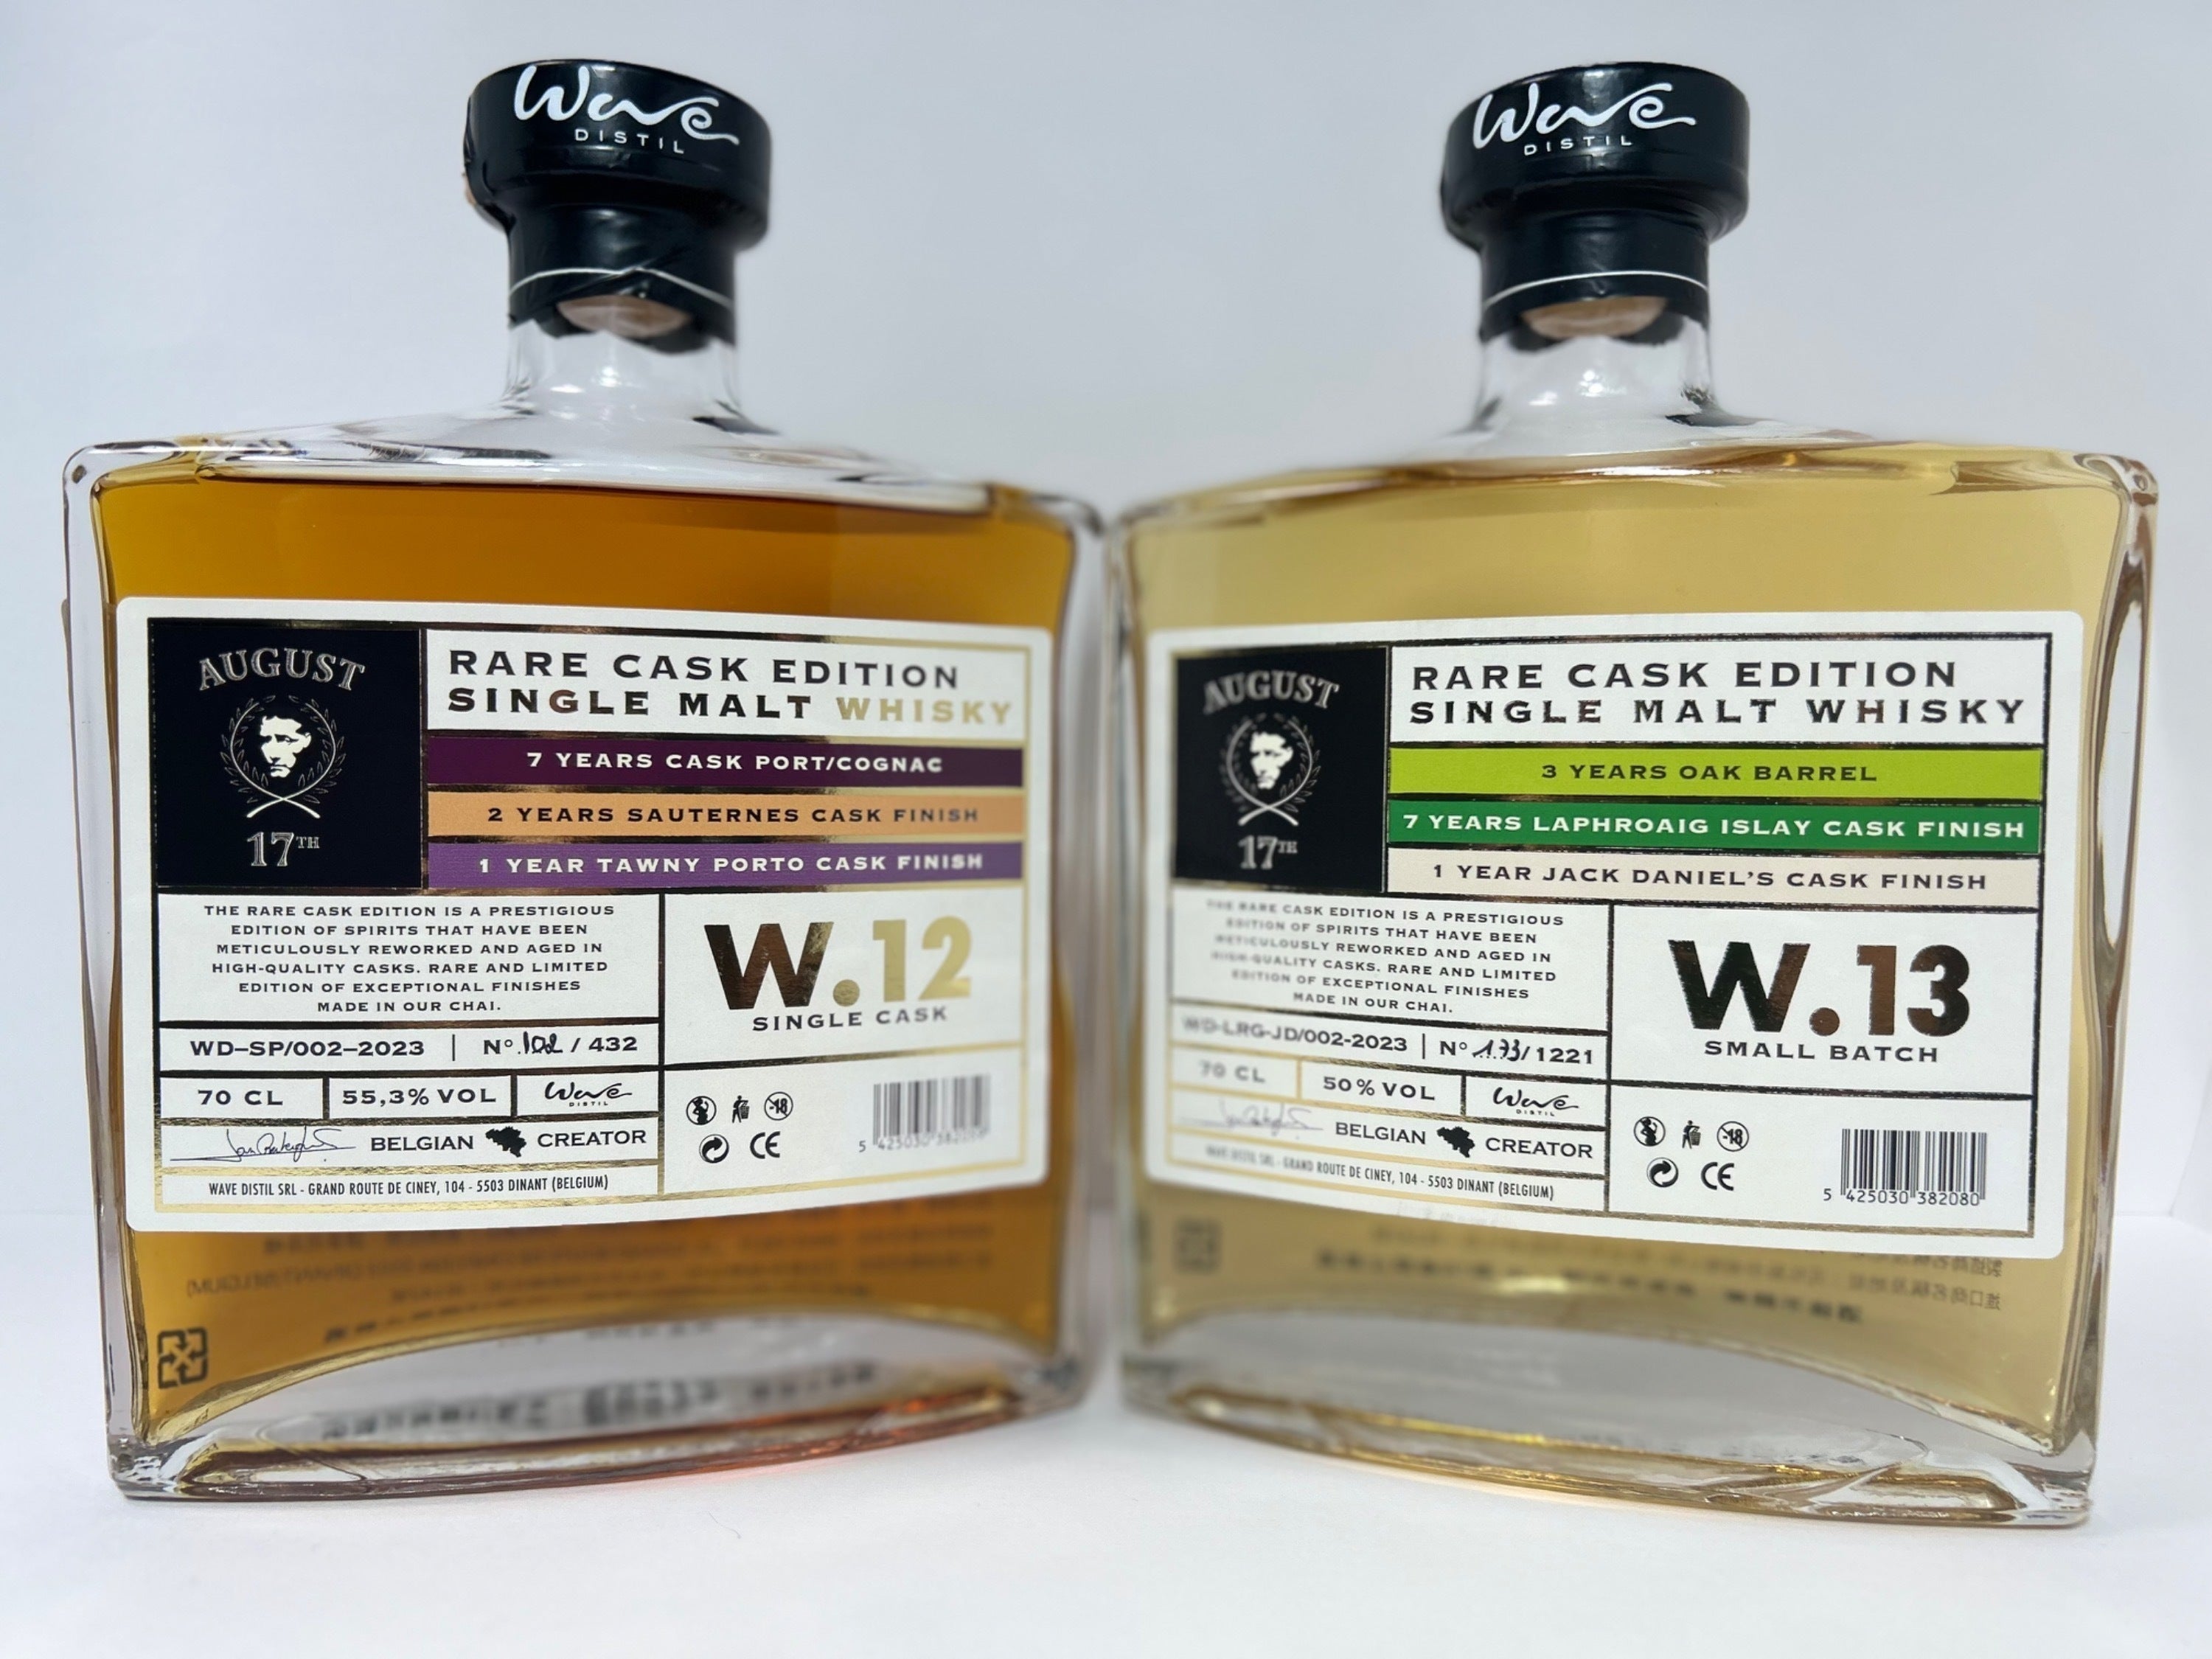 Wave
DISTIL
AUGUST
17TH
RARE CASK EDITION
SINGLE MALT WHISKY
7 YEARS CASK PORT/COGNAC
2 YEARS SAUTERNES CASK FINISH
1 YEAR TAWNY PORTO CASK FINISH
THE RARE CASK EDITION IS A PRESTIGIOUS
EDITION OF SPIRITS THAT HAVE BEEN
METICULOUSLY REWORKED AND AGED IN
HIGH-QUALITY CASKS. RARE AND LIMITED
EDITION OF EXCEPTIONAL FINISHES
MADE IN OUR CHAI.
W.12
SINGLE CASK
WD–SP/002–2023 | N° 102 / 432
70 CL 55,3% VOL Wave
DISTIL
BELGIAN CREATOR
WAVE DISTIL SRL - GRAND ROUTE DE CINEY, 104 - 5503 DINANT (BELGIUM)
-18
CE
5 425030
Wave
DISTIL
AUGUST
17TH
RARE CASK EDITION
SINGLE MALT WHISKY
3 YEARS OAK BARREL
7 YEARS LAPHROAIG ISLAY CASK FINISH
1 YEAR JACK DANIEL'S CASK FINISH
THE RARE CASK EDITION IS A PRESTIGIOUS
EDITION OF SPIRITS THAT HAVE BEEN
METICULOUSLY REWORKED AND AGED IN
HIGH-QUALITY CASKS. RARE AND LIMITED
EDITION OF EXCEPTIONAL FINISHES
MADE IN OUR CHAI.
W.13
SMALL BATCH
WD-LRG-JD/002-2023 | N° 173/1221
70 CL 50% VOL Wave
DISTIL
BELGIAN CREATOR
WAVE DISTIL SRL - GRAND ROUTE DE CINEY, 104 - 5503 DINANT (BELGIUM)
-18
CE
5 425030 382080